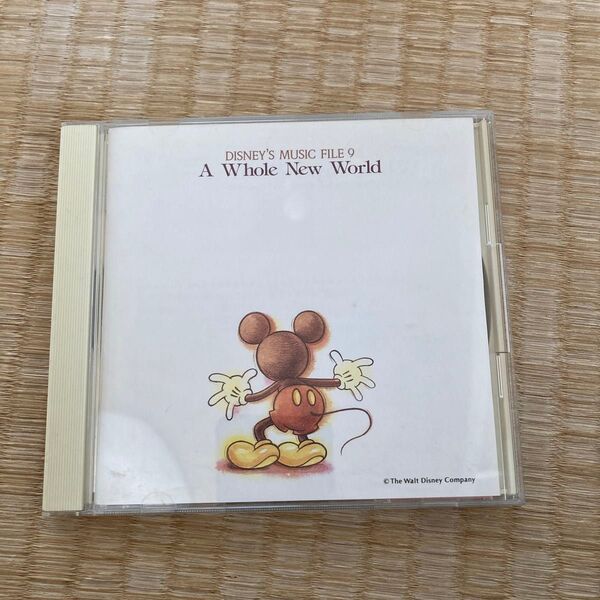 DISNEY'S MUSIC FILE 9
A Whole New World
© The Walt Disney Company